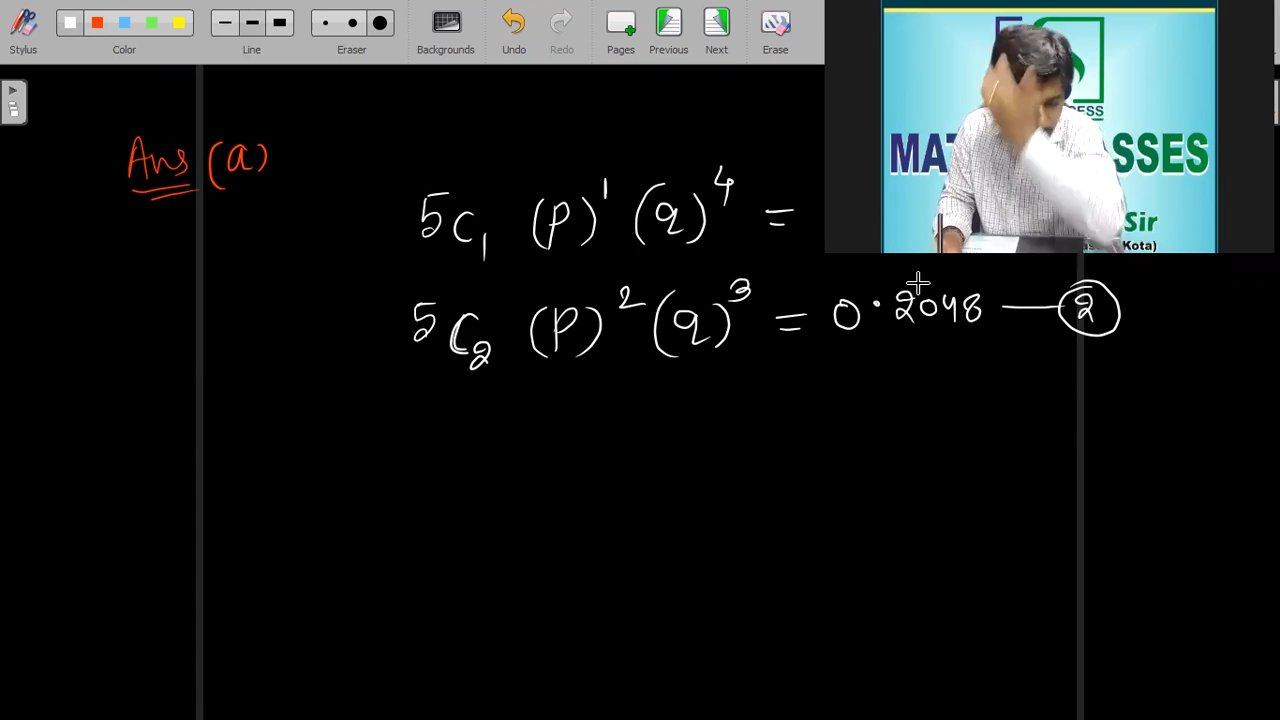 Stylus Color Line Eraser Backgrounds Undo Redo Pages Previous Next Erase
ESS
MAT SSES
Sir
Kota)
Ans (a)
5C₁ (p)¹ (q)⁴ =
5C₂ (p)² (q)³ = 0.2048 — 2